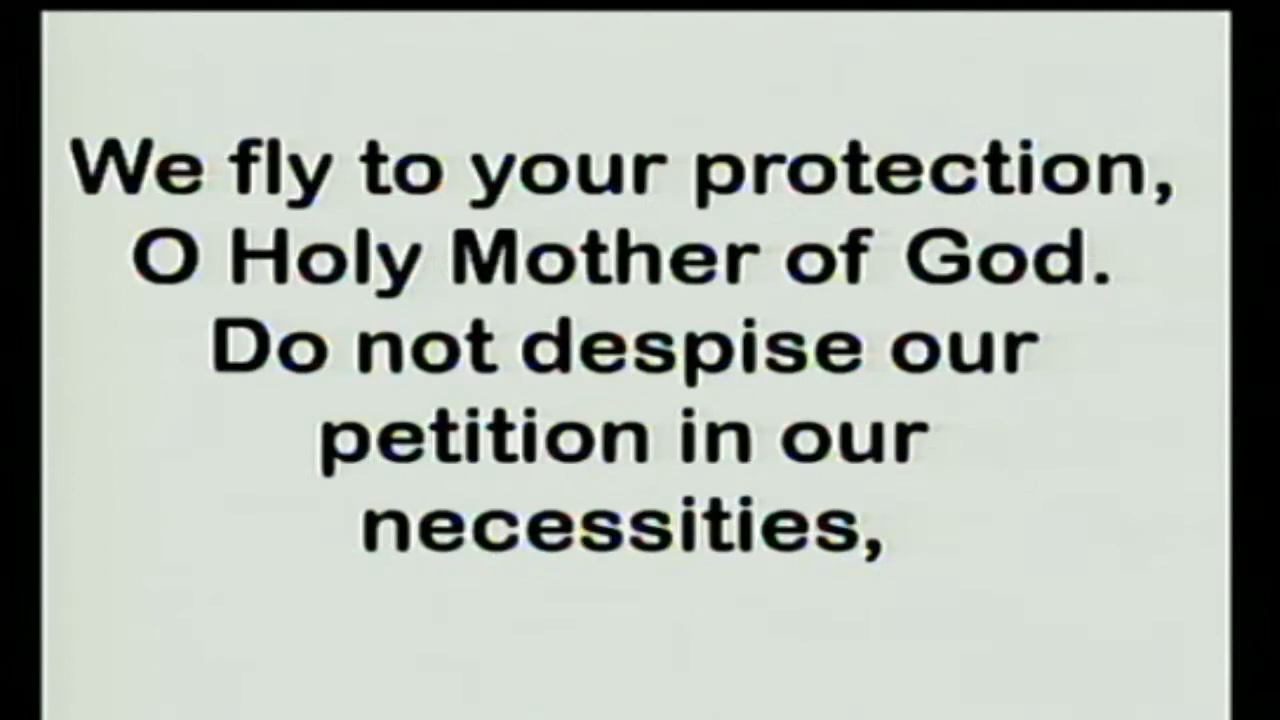 We fly to your protection,
O Holy Mother of God.
Do not despise our
petition in our
necessities,